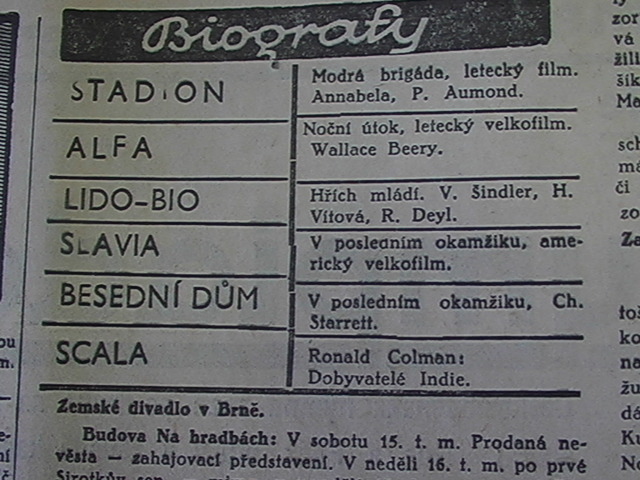 Biografy
STADION
Modrá brigáda, letecký film.
Annabela, P. Aumond.
ALFA
Noční útok, letecký velkofilm.
Wallace Beery.
LIDO-BIO
Hřích mládí. V. Šindler, H.
Vítová, R. Deyl.
SLAVIA
V posledním okamžiku, ame-
rický velkofilm.
BESEDNÍ DŮM
V posledním okamžiku, Ch.
Starrett.
SCALA
Ronald Colman:
Dobyvatelé Indie.
Zemské divadlo v Brně.
Budova Na hradbách: V sobotu 15. t. m. Prodaná ne-
věsta — zahajovací představení. V neděli 16. t. m. po prvé